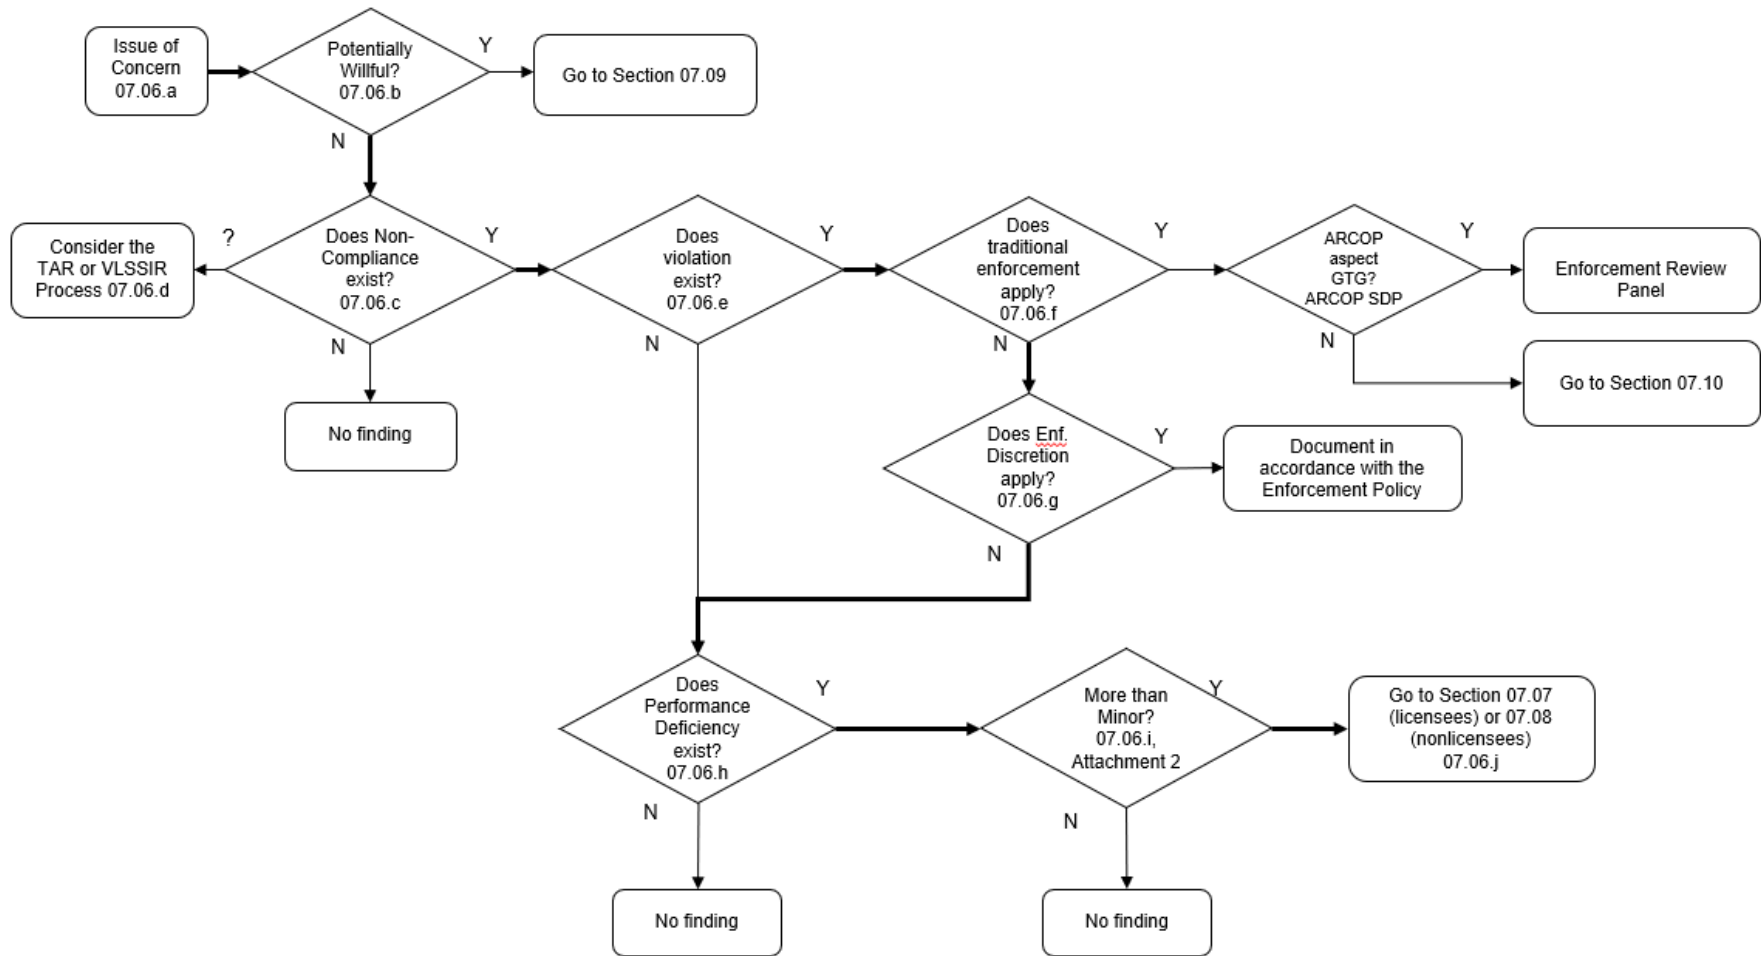 Issue of
Concern
07.06.a
Potentially
Willful?
07.06.b
Y
Go to Section 07.09
N
Consider the
TAR or VLSSIR
Process 07.06.d
?
Does Non-
Compliance
exist?
07.06.c
Y
N
No finding
Does
violation
exist?
07.06.e
Y
N
Does
traditional
enforcement
apply?
07.06.f
Y
N
ARCOP
aspect
GTG?
ARCOP SDP
Y
Enforcement Review
Panel
N
Go to Section 07.10
Does Enf.
Discretion
apply?
07.06.g
Y
Document in
accordance with the
Enforcement Policy
N
Does
Performance
Deficiency
exist?
07.06.h
Y
N
No finding
More than
Minor?
07.06.i,
Attachment 2
Y
Go to Section 07.07
(licensees) or 07.08
(nonlicensees)
07.06.j
N
No finding